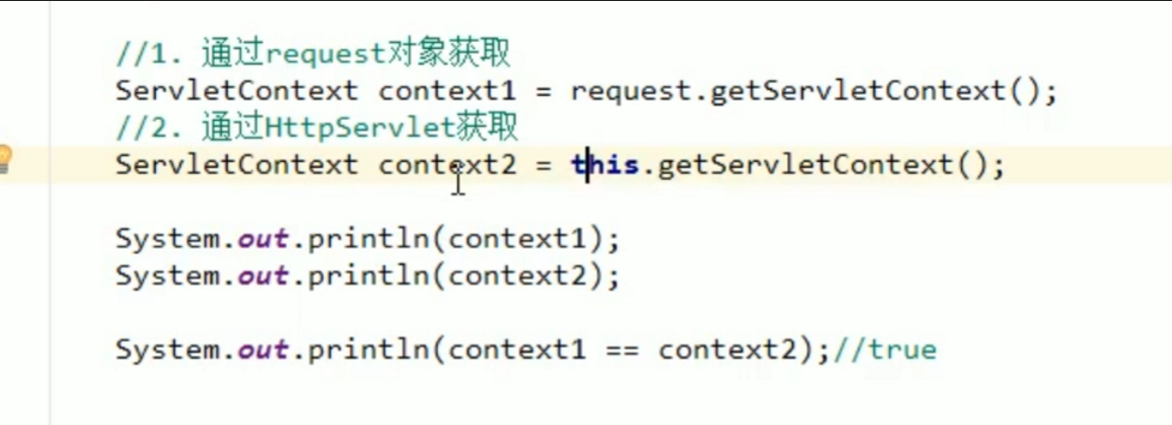 //1. 通过request对象获取
ServletContext context1 = request.getServletContext();
//2. 通过HttpServlet获取
ServletContext context2 = this.getServletContext();
System.out.println(context1);
System.out.println(context2);
System.out.println(context1 == context2);//true